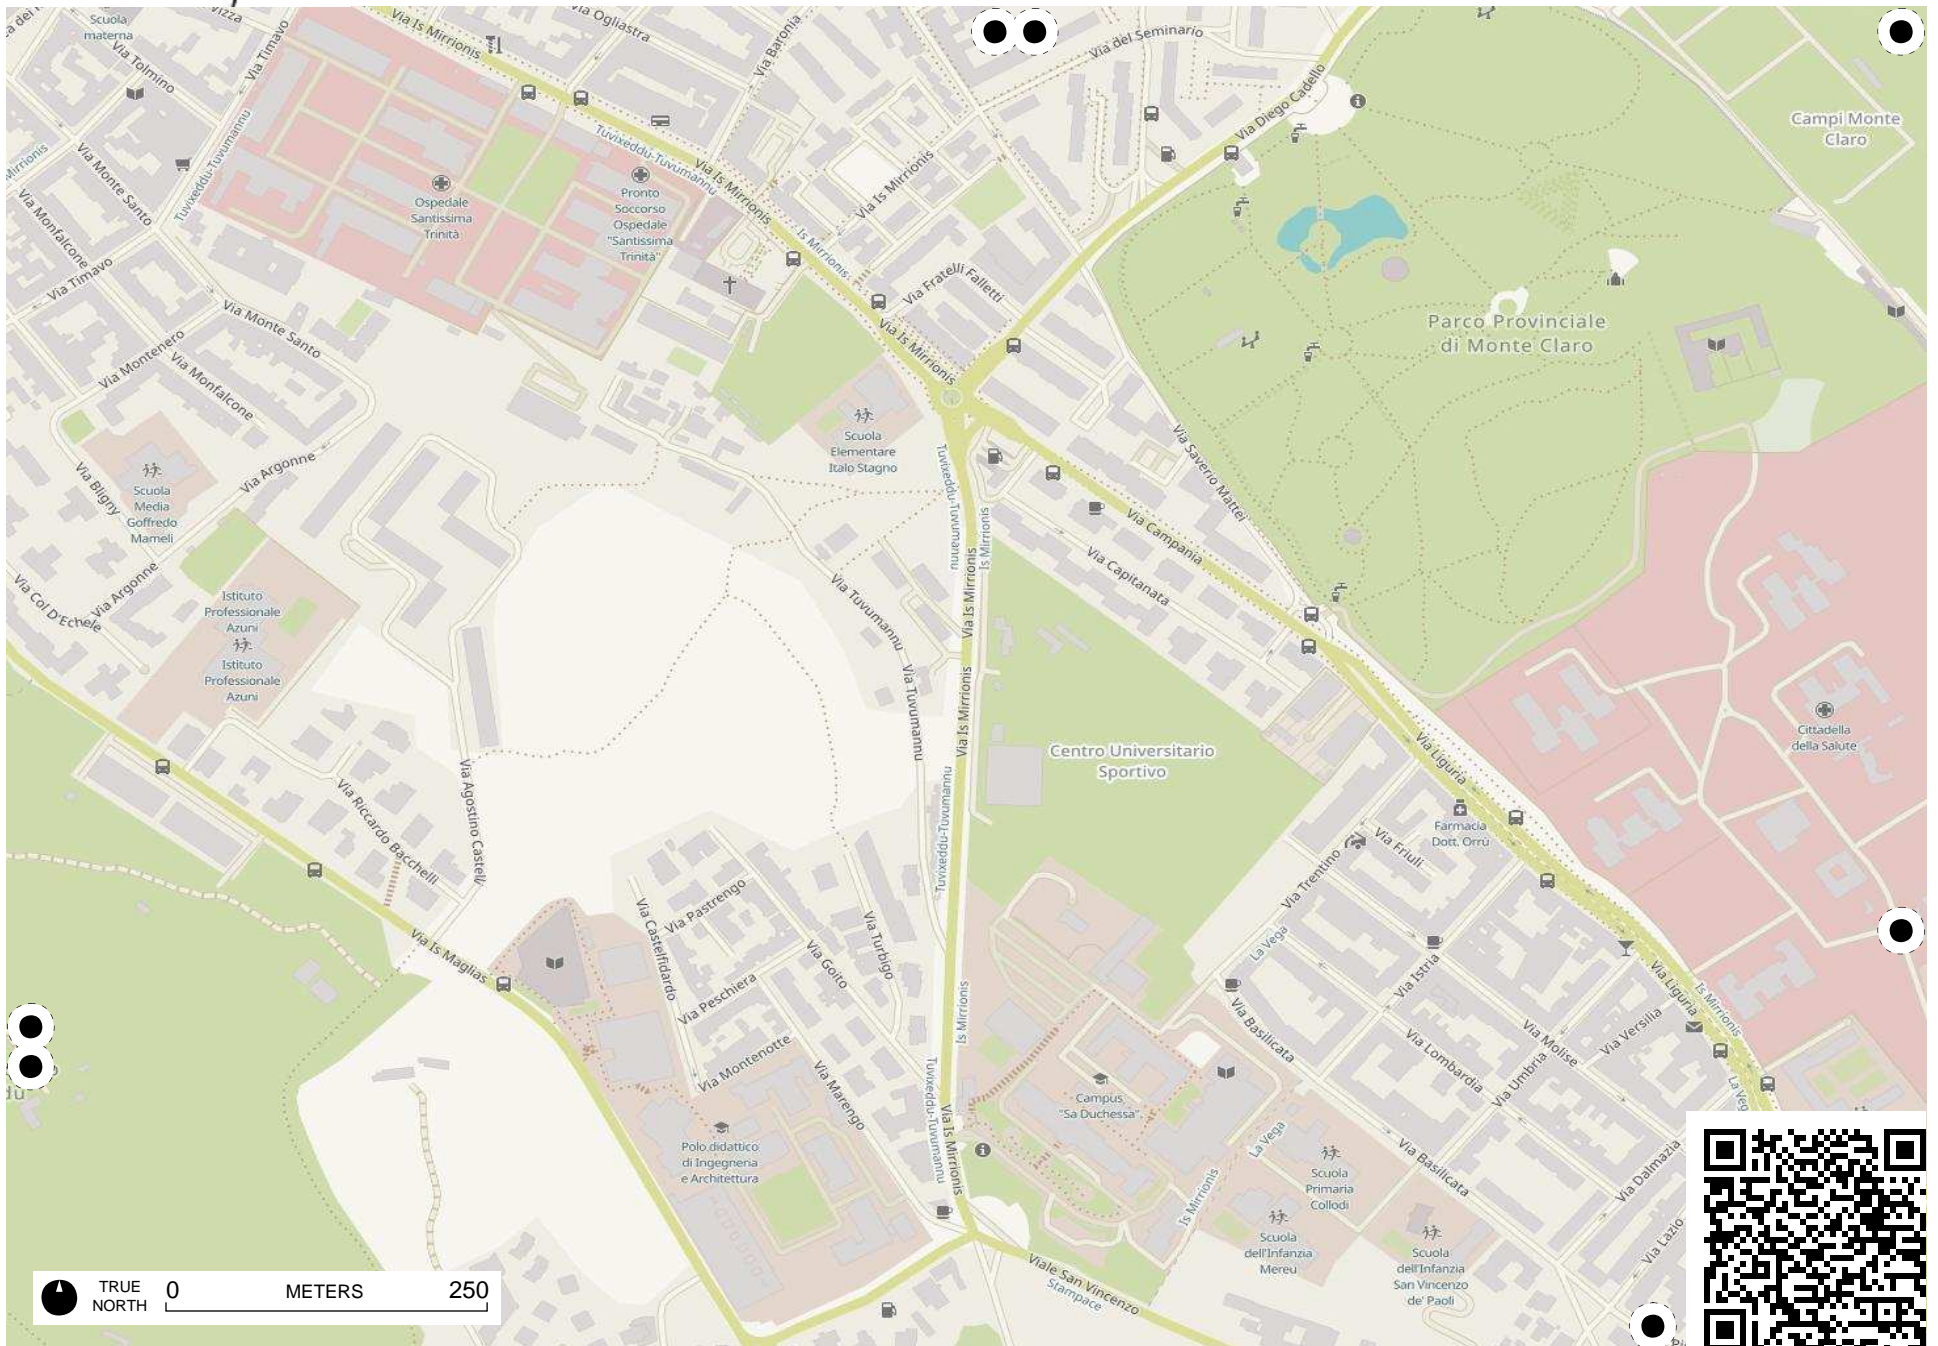 Scuola
materna
Via Tolmino
Via Timavo
Via Is Mirrionis
Via Ogliastra
Via Baronia
Via del Seminario
Via Diego Cadello
Campi Monte
Claro
Mirrionis
Via Monte Santo
Tuvixeddu-Tuvumannu
Tuvixeddu-Tuvumannu
Via Is Mirrionis
Via Is Mirrionis
Ospedale
Santissima
Trinità
Pronto
Soccorso
Ospedale
"Santissima
Trinità"
Is Mirrionis
Via Monfalcone
Via Timavo
Via Fratelli Falletti
Via Monte Santo
Via Is Mirrionis
Parco Provinciale
di Monte Claro
Via Montenero
Via Monfalcone
Scuola
Elementare
Italo Stagno
Via Saverio Mattei
Via Argonne
Via Bligny
Scuola
Media
Goffredo
Mameli
Tuvixeddu-Tuvumannu
Is Mirrionis
Via Campania
Via Capitanata
Via Col D'Echele
Via Argonne
Istituto
Professionale
Azuni
Istituto
Professionale
Azuni
Via Tuvumannu
Via Is Mirrionis
Via Tuvumannu
Via Is Mirrionis
Centro Universitario
Sportivo
Via Liguria
Cittadella
della Salute
Via Riccardo Bacchelli
Via Agostino Castelli
Tuvixeddu-Tuvumannu
Farmacia
Dott. Orrù
Via Friuli
Via Trentino
Via Pastrengo
Via Castelfidardo
Via Turbigo
Via Goito
La Vega
Via Is Maglias
Via Peschiera
Is Mirrionis
Via Istria
Via Liguria
Is Mirrionis
Via Basilicata
Via Lombardia
Via Molise
Via Versilia
Via Umbria
Via Montenotte
Via Marengo
Tuvixeddu-Tuvumannu
Via Is Mirrionis
Campus
"Sa Duchessa"
La Veg
du
Polo didattico
di Ingegneria
e Architettura
La Vega
Scuola
Primaria
Collodi
Via Basilicata
Via Dalmazia
Is Mirrionis
Via Lazio
Scuola
dell'Infanzia
Mereu
Scuola
dell'Infanzia
San Vincenzo
de' Paoli
Viale San Vincenzo
Stampace
TRUE
NORTH
0 METERS 250